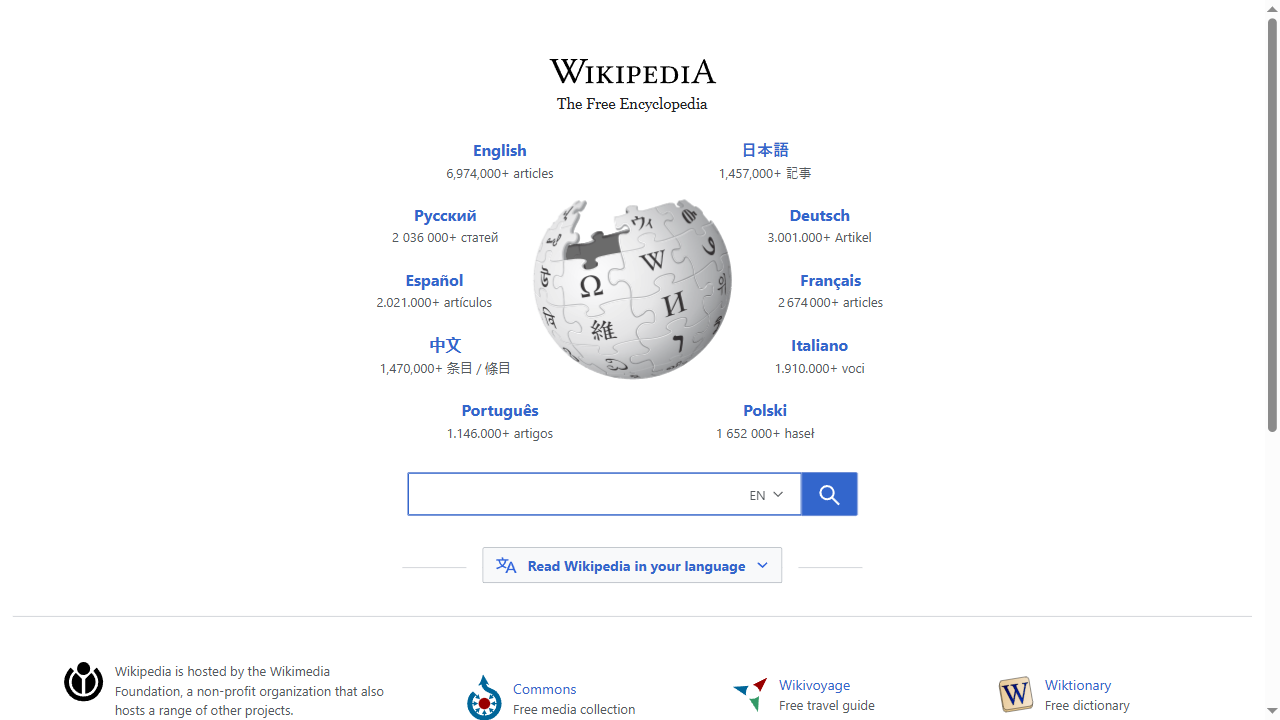 WIKIPEDIA
The Free Encyclopedia
English
6,974,000+ articles
日本語
1,457,000+ 記事
Русский
2 036 000+ статей
Deutsch
3.001.000+ Artikel
Español
2.021.000+ artículos
Français
2 674 000+ articles
中文
1,470,000+ 条目 / 條目
Italiano
1.910.000+ voci
Português
1.146.000+ artigos
Polski
1 652 000+ haseł
Ω
W
И
維
ウィ
EN
Read Wikipedia in your language
Wikipedia is hosted by the Wikimedia
Foundation, a non-profit organization that also
hosts a range of other projects.
Commons
Free media collection
Wikivoyage
Free travel guide
W
Wiktionary
Free dictionary